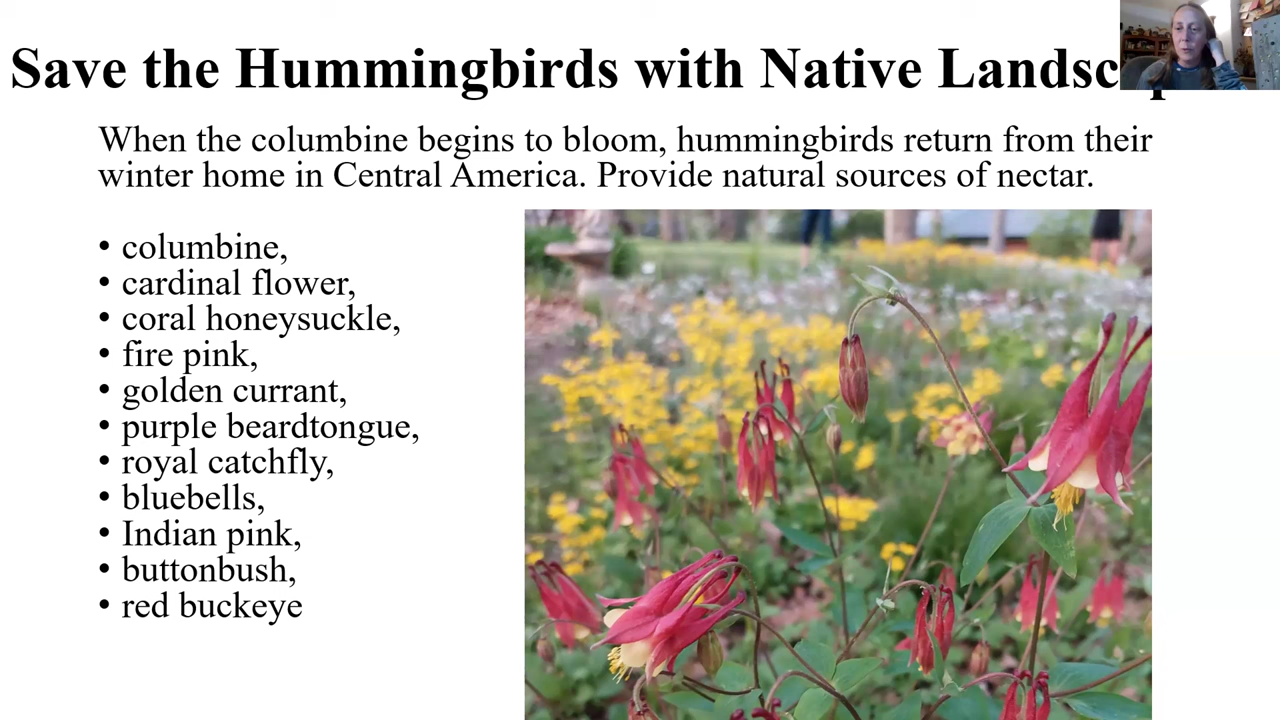 Save the Hummingbirds with Native
When the columbine begins to bloom, hummingbirds return from their
winter home in Central America. Provide natural sources of nectar.
• columbine,
• cardinal flower,
• coral honeysuckle,
• fire pink,
• golden currant,
• purple beardtongue,
• royal catchfly,
• bluebells,
• Indian pink,
• buttonbush,
• red buckeye